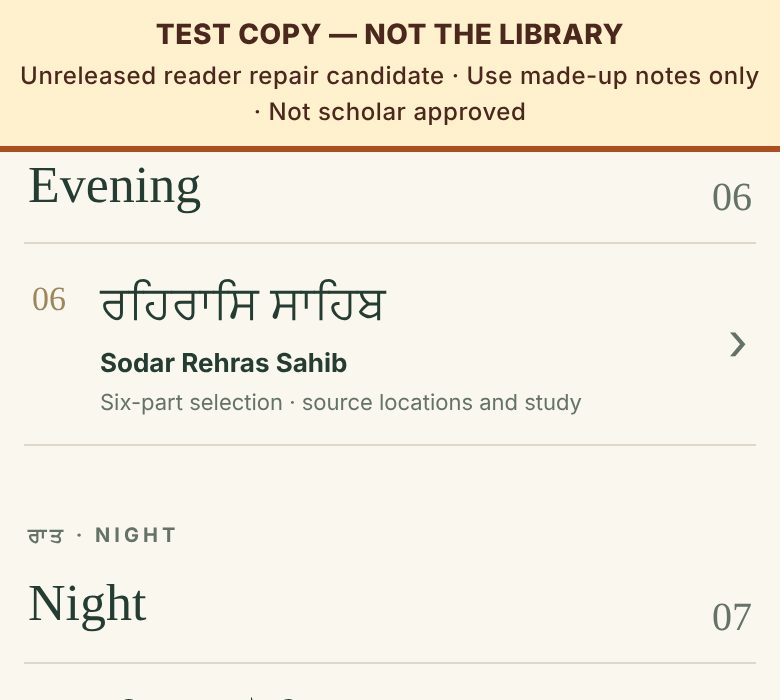 TEST COPY — NOT THE LIBRARY
Unreleased reader repair candidate · Use made-up notes only
· Not scholar approved
Evening
06
06
ਰਹਿਰਾਸਿ ਸਾਹਿਬ
Sodar Rehras Sahib
Six-part selection · source locations and study
›
ਰਾਤ · NIGHT
Night
07